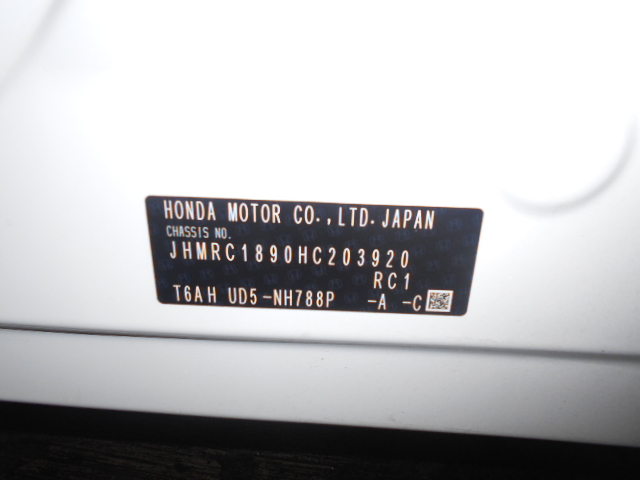 HONDA MOTOR CO.,LTD.JAPAN
CHASSIS NO.
JHMRC1890HC203920
RC1
T6AH UD5-NH788P -A -C